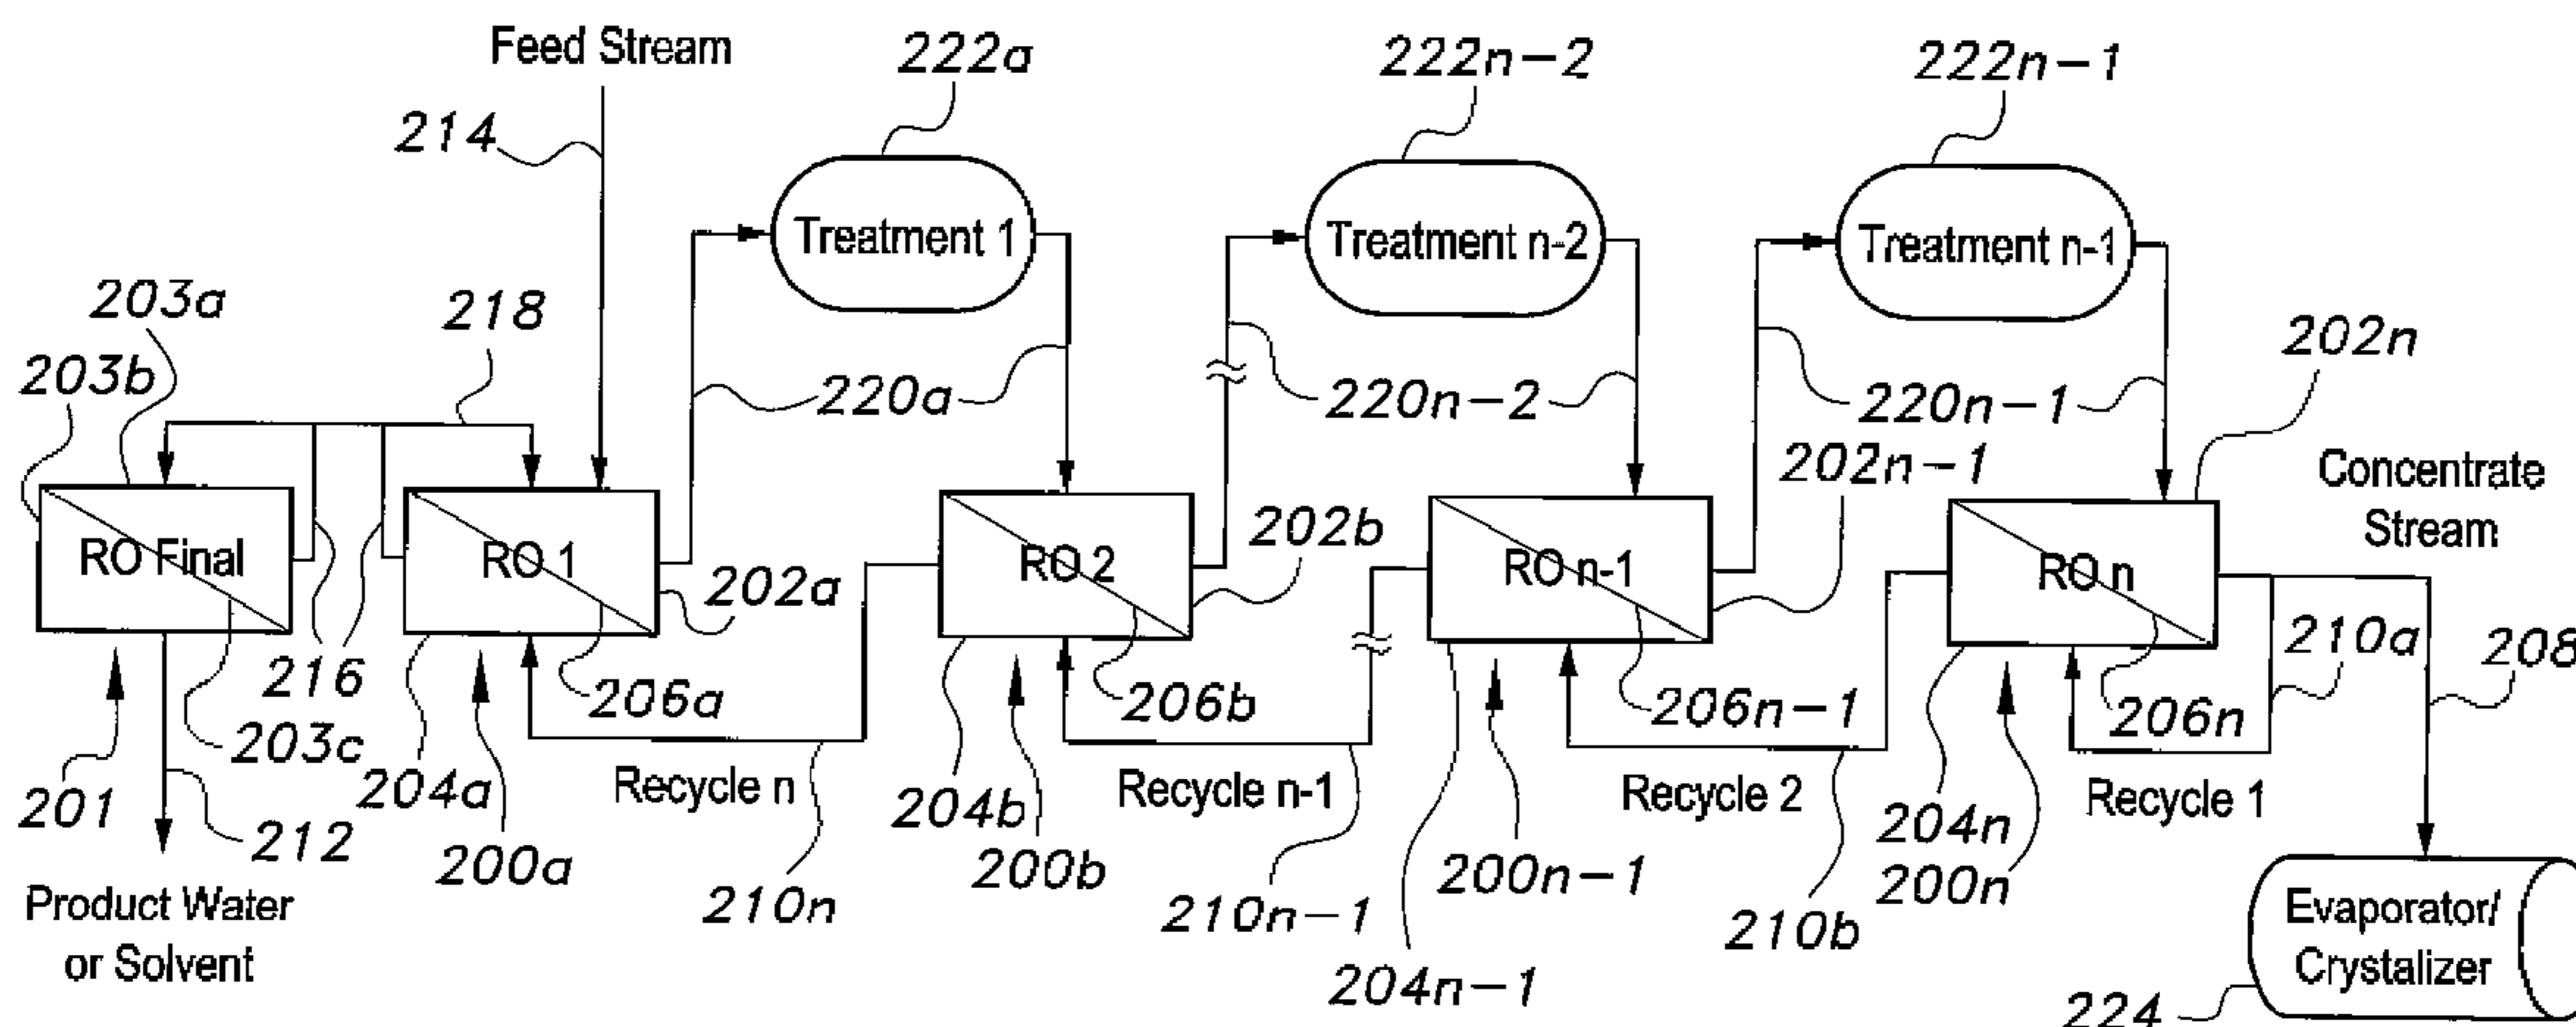 Feed Stream
222a
222n-2
222n-1
214
Treatment 1
Treatment n-2
Treatment n-1
203a
218
202n
203b
220a
220n-2
220n-1
202n-1
Concentrate
Stream
RO Final
RO 1
202a
RO 2
202b
RO n-1
RO n
210a
208
216
206a
206b
206n-1
206n
203c
201
204a
Recycle n
204b
Recycle n-1
Recycle 2
204n
Recycle 1
212
200a
210n
200b
210n-1
200n-1
210b
200n
Product Water
or Solvent
204n-1
Evaporator/
Crystalizer
224